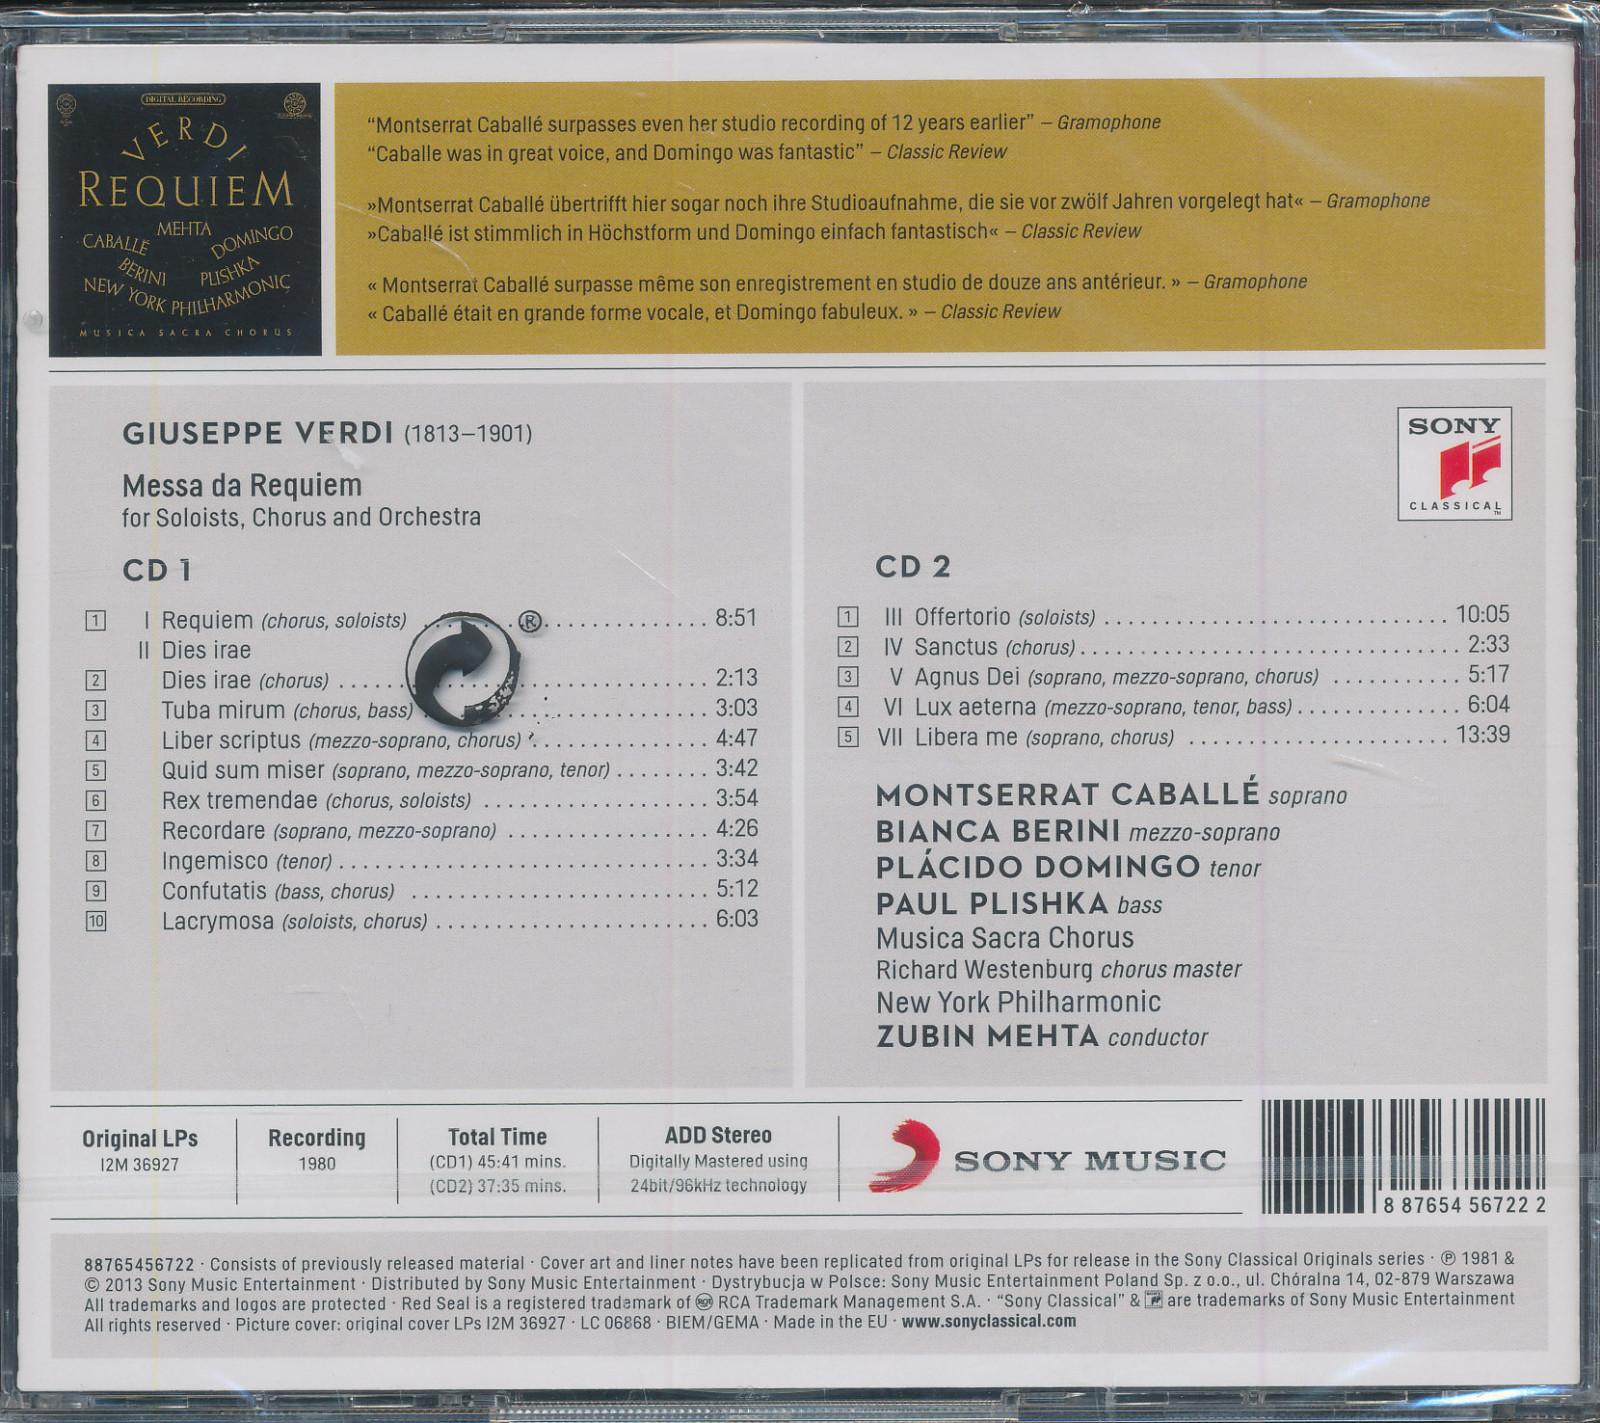 DIGITAL RECORDING
VERDI
REQUIEM
MEHTA
CABALLÉ DOMINGO
BERINI PLISHKA
NEW YORK PHILHARMONIC
MUSICA SACRA CHORUS
“Montserrat Caballé surpasses even her studio recording of 12 years earlier” – Gramophone
“Caballe was in great voice, and Domingo was fantastic” – Classic Review
»Montserrat Caballé übertrifft hier sogar noch ihre Studioaufnahme, die sie vor zwölf Jahren vorgelegt hat« – Gramophone
»Caballé ist stimmlich in Höchstform und Domingo einfach fantastisch« – Classic Review
« Montserrat Caballé surpasse même son enregistrement en studio de douze ans antérieur. » – Gramophone
« Caballé était en grande forme vocale, et Domingo fabuleux. » – Classic Review
GIUSEPPE VERDI (1813–1901)
Messa da Requiem
for Soloists, Chorus and Orchestra
CD 1
1 I Requiem (chorus, soloists) 8:51
II Dies irae
2 Dies irae (chorus) 2:13
3 Tuba mirum (chorus, bass) 3:03
4 Liber scriptus (mezzo-soprano, chorus) 4:47
5 Quid sum miser (soprano, mezzo-soprano, tenor) 3:42
6 Rex tremendae (chorus, soloists) 3:54
7 Recordare (soprano, mezzo-soprano) 4:26
8 Ingemisco (tenor) 3:34
9 Confutatis (bass, chorus) 5:12
10 Lacrymosa (soloists, chorus) 6:03
®
SONY
CLASSICAL™
CD 2
1 III Offertorio (soloists) 10:05
2 IV Sanctus (chorus) 2:33
3 V Agnus Dei (soprano, mezzo-soprano, chorus) 5:17
4 VI Lux aeterna (mezzo-soprano, tenor, bass) 6:04
5 VII Libera me (soprano, chorus) 13:39
MONTSERRAT CABALLÉ soprano
BIANCA BERINI mezzo-soprano
PLÁCIDO DOMINGO tenor
PAUL PLISHKA bass
Musica Sacra Chorus
Richard Westenburg chorus master
New York Philharmonic
ZUBIN MEHTA conductor
Original LPs
I2M 36927
Recording
1980
Total Time
(CD1) 45:41 mins.
(CD2) 37:35 mins.
ADD Stereo
Digitally Mastered using
24bit/96kHz technology
SONY MUSIC
8 87654 56722 2
88765456722 · Consists of previously released material · Cover art and liner notes have been replicated from original LPs for release in the Sony Classical Originals series · ℗ 1981 &
© 2013 Sony Music Entertainment · Distributed by Sony Music Entertainment · Dystrybucja w Polsce: Sony Music Entertainment Poland Sp. z o.o., ul. Chóralna 14, 02-879 Warszawa
All trademarks and logos are protected · Red Seal is a registered trademark of RCA RCA Trademark Management S.A. · “Sony Classical” & are trademarks of Sony Music Entertainment
All rights reserved · Picture cover: original cover LPs I2M 36927 · LC 06868 · BIEM/GEMA · Made in the EU · www.sonyclassical.com